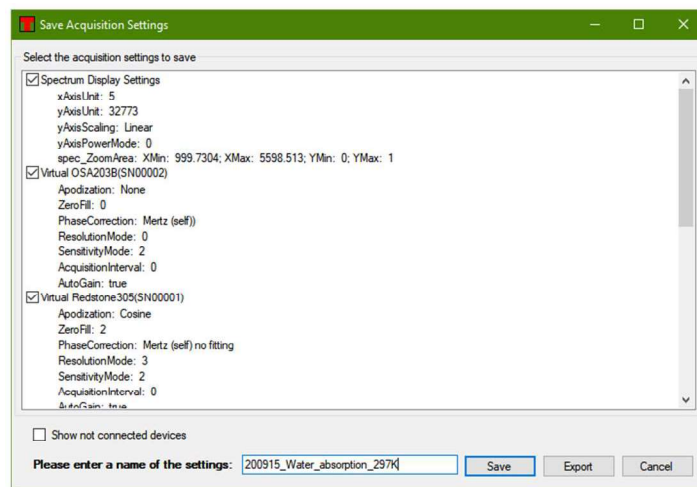 Save Acquisition Settings
Select the acquisition settings to save
Spectrum Display Settings
xAxisUnit: 5
yAxisUnit: 32773
yAxisScaling: Linear
yAxisPowerMode: 0
spec_ZoomArea: XMin: 999.7304; XMax: 5598.513; YMin: 0; YMax: 1
Virtual OSA203B(SN00002)
Apodization: None
ZeroFill: 0
PhaseCorrection: Mertz (self))
ResolutionMode: 0
SensitivityMode: 2
AcquisitionInterval: 0
AutoGain: true
Virtual Redstone305(SN00001)
Apodization: Cosine
ZeroFill: 2
PhaseCorrection: Mertz (self) no fitting
ResolutionMode: 3
SensitivityMode: 2
AcquisitionInterval: 0
AutoGain: true
Show not connected devices
Please enter a name of the settings: 200915_Water_absorption_297K Save Export Cancel